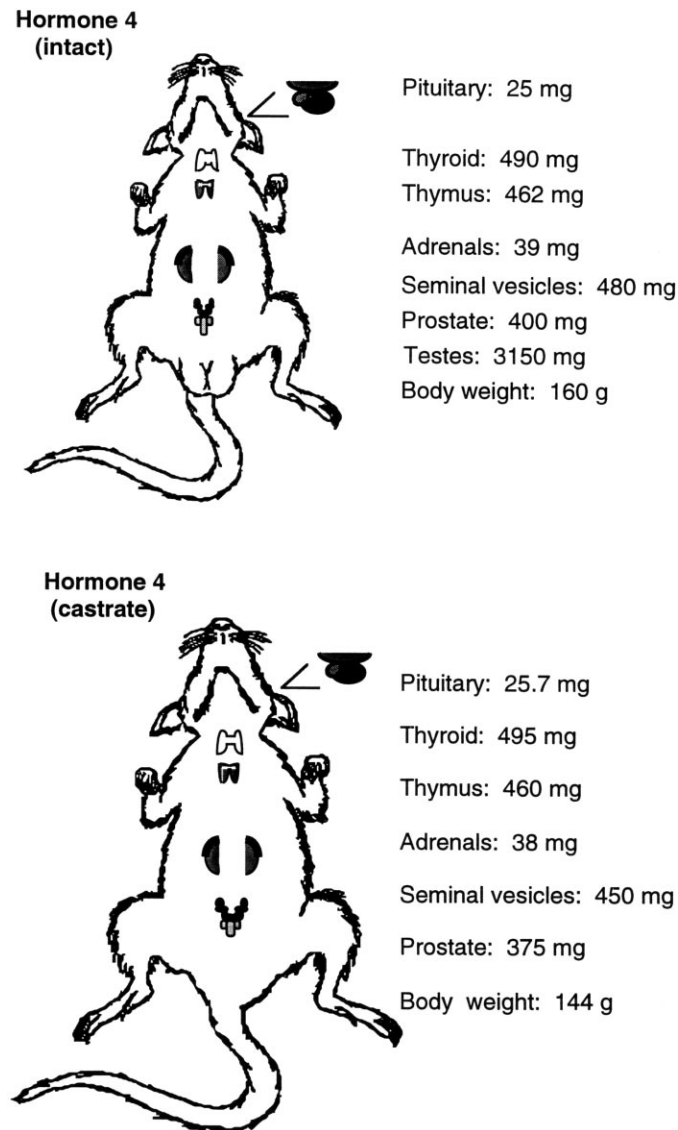 Hormone 4
(intact)
Pituitary: 25 mg
Thyroid: 490 mg
Thymus: 462 mg
Adrenals: 39 mg
Seminal vesicles: 480 mg
Prostate: 400 mg
Testes: 3150 mg
Body weight: 160 g
Hormone 4
(castrate)
Pituitary: 25.7 mg
Thyroid: 495 mg
Thymus: 460 mg
Adrenals: 38 mg
Seminal vesicles: 450 mg
Prostate: 375 mg
Body weight: 144 g